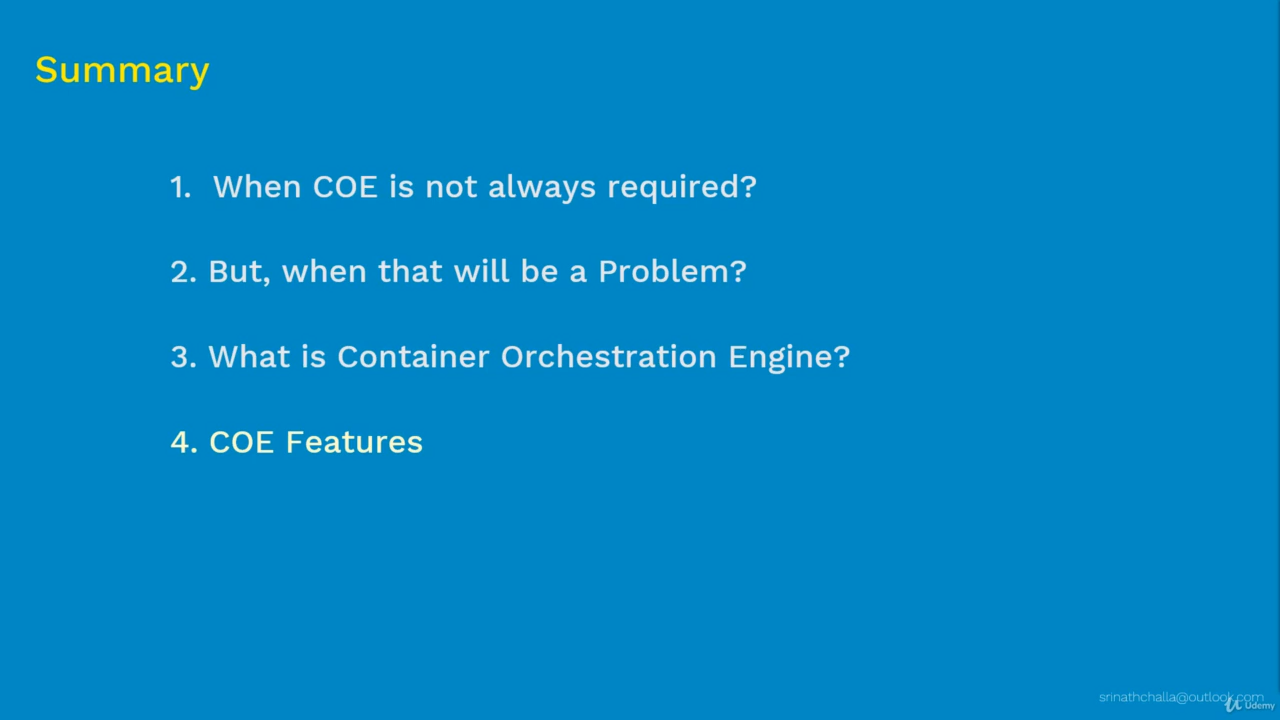 Summary
1. When COE is not always required?
2. But, when that will be a Problem?
3. What is Container Orchestration Engine?
4. COE Features
srinathchalla@outlook.com
Udemy